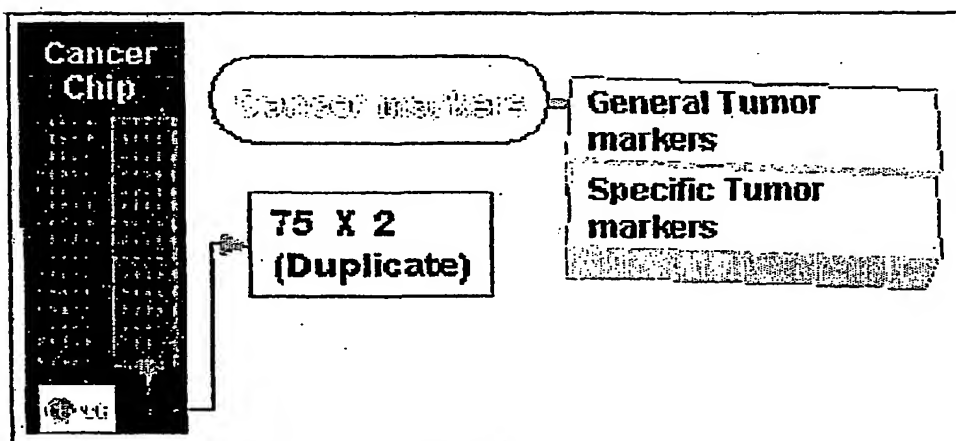 Cancer
Chip
Cancer markers
General Tumor
markers
Specific Tumor
markers
75 X 2
(Duplicate)